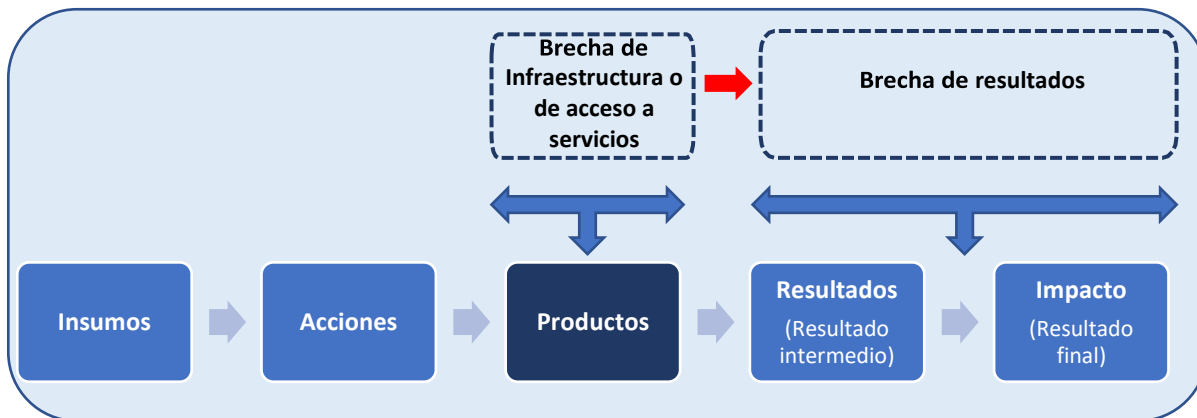 Brecha de
Infraestructura o
de acceso a
servicios
Brecha de resultados
Insumos
Acciones
Productos
Resultados
(Resultado
intermedio)
Impacto
(Resultado
final)